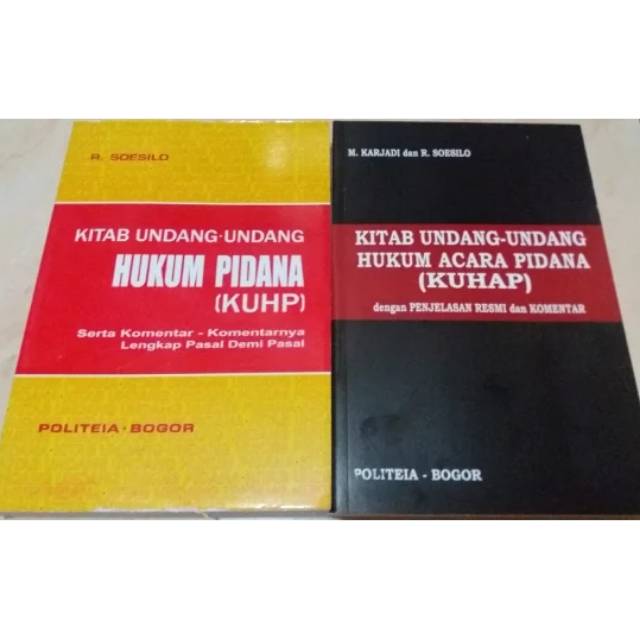 R. SOESILO
KITAB UNDANG-UNDANG
HUKUM PIDANA
(KUHP)
Serta Komentar - Komentarnya
Lengkap Pasal Demi Pasal
POLITEIA - BOGOR
M. KARJADI dan R. SOESILO
KITAB UNDANG-UNDANG
HUKUM ACARA PIDANA
(KUHAP)
dengan PENJELASAN RESMI dan KOMENTAR
POLITEIA - BOGOR